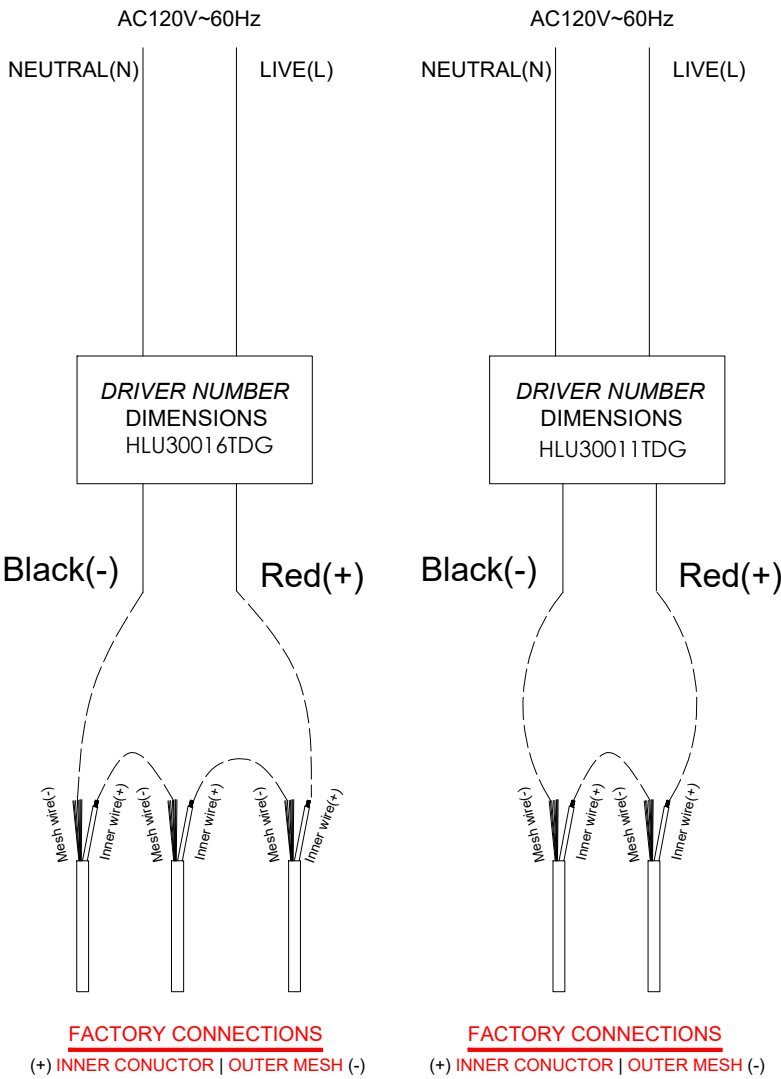 AC120V~60Hz
NEUTRAL(N)
LIVE(L)
DRIVER NUMBER
DIMENSIONS
HLU30016TDG
Black(-)
Red(+)
Mesh wire(-)
Inner wire(+)
Mesh wire(-)
Inner wire(+)
Mesh wire(-)
Inner wire(+)
FACTORY CONNECTIONS
(+) INNER CONUCTOR | OUTER MESH (-)
AC120V~60Hz
NEUTRAL(N)
LIVE(L)
DRIVER NUMBER
DIMENSIONS
HLU30011TDG
Black(-)
Red(+)
Mesh wire(-)
Inner wire(+)
Mesh wire(-)
Inner wire(+)
FACTORY CONNECTIONS
(+) INNER CONUCTOR | OUTER MESH (-)